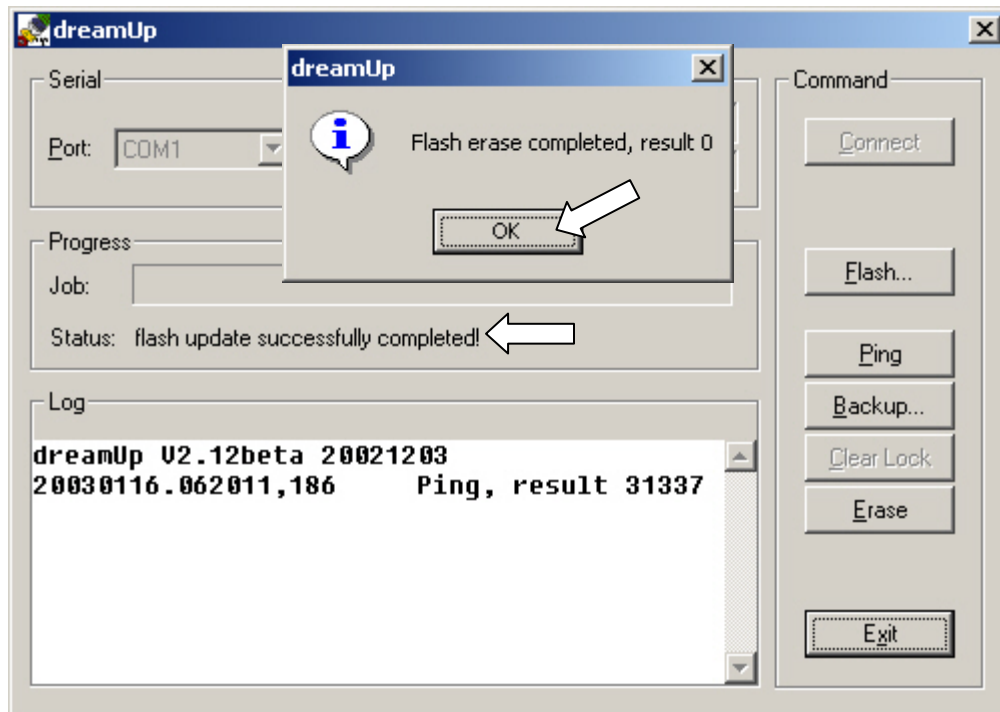 dreamUp
Serial
Port: COM1
dreamUp
Flash erase completed, result 0
OK
Progress
Job:
Status: flash update successfully completed!
Log
dreamUp V2.12beta 20021203
20030116.062011,186 Ping, result 31337
Command
Connect
Flash...
Ping
Backup...
Clear Lock
Erase
Exit